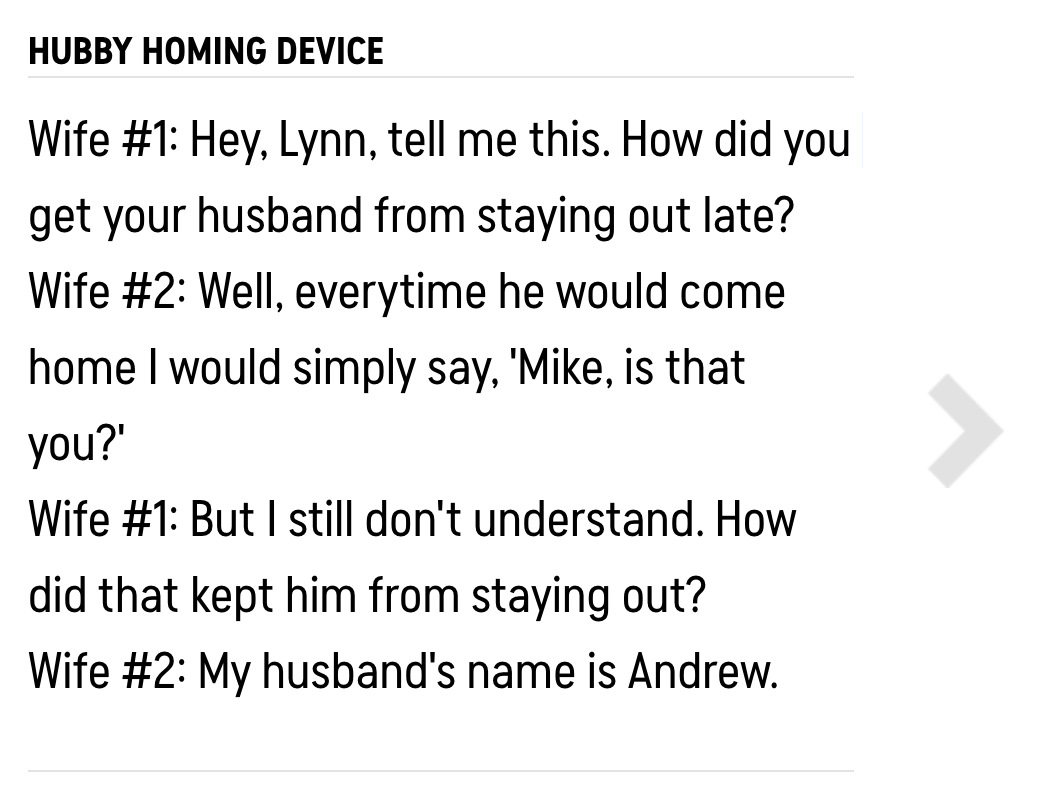 HUBBY HOMING DEVICE
Wife #1: Hey, Lynn, tell me this. How did you
get your husband from staying out late?
Wife #2: Well, everytime he would come
home I would simply say, 'Mike, is that
you?'
Wife #1: But I still don't understand. How
did that kept him from staying out?
Wife #2: My husband's name is Andrew.